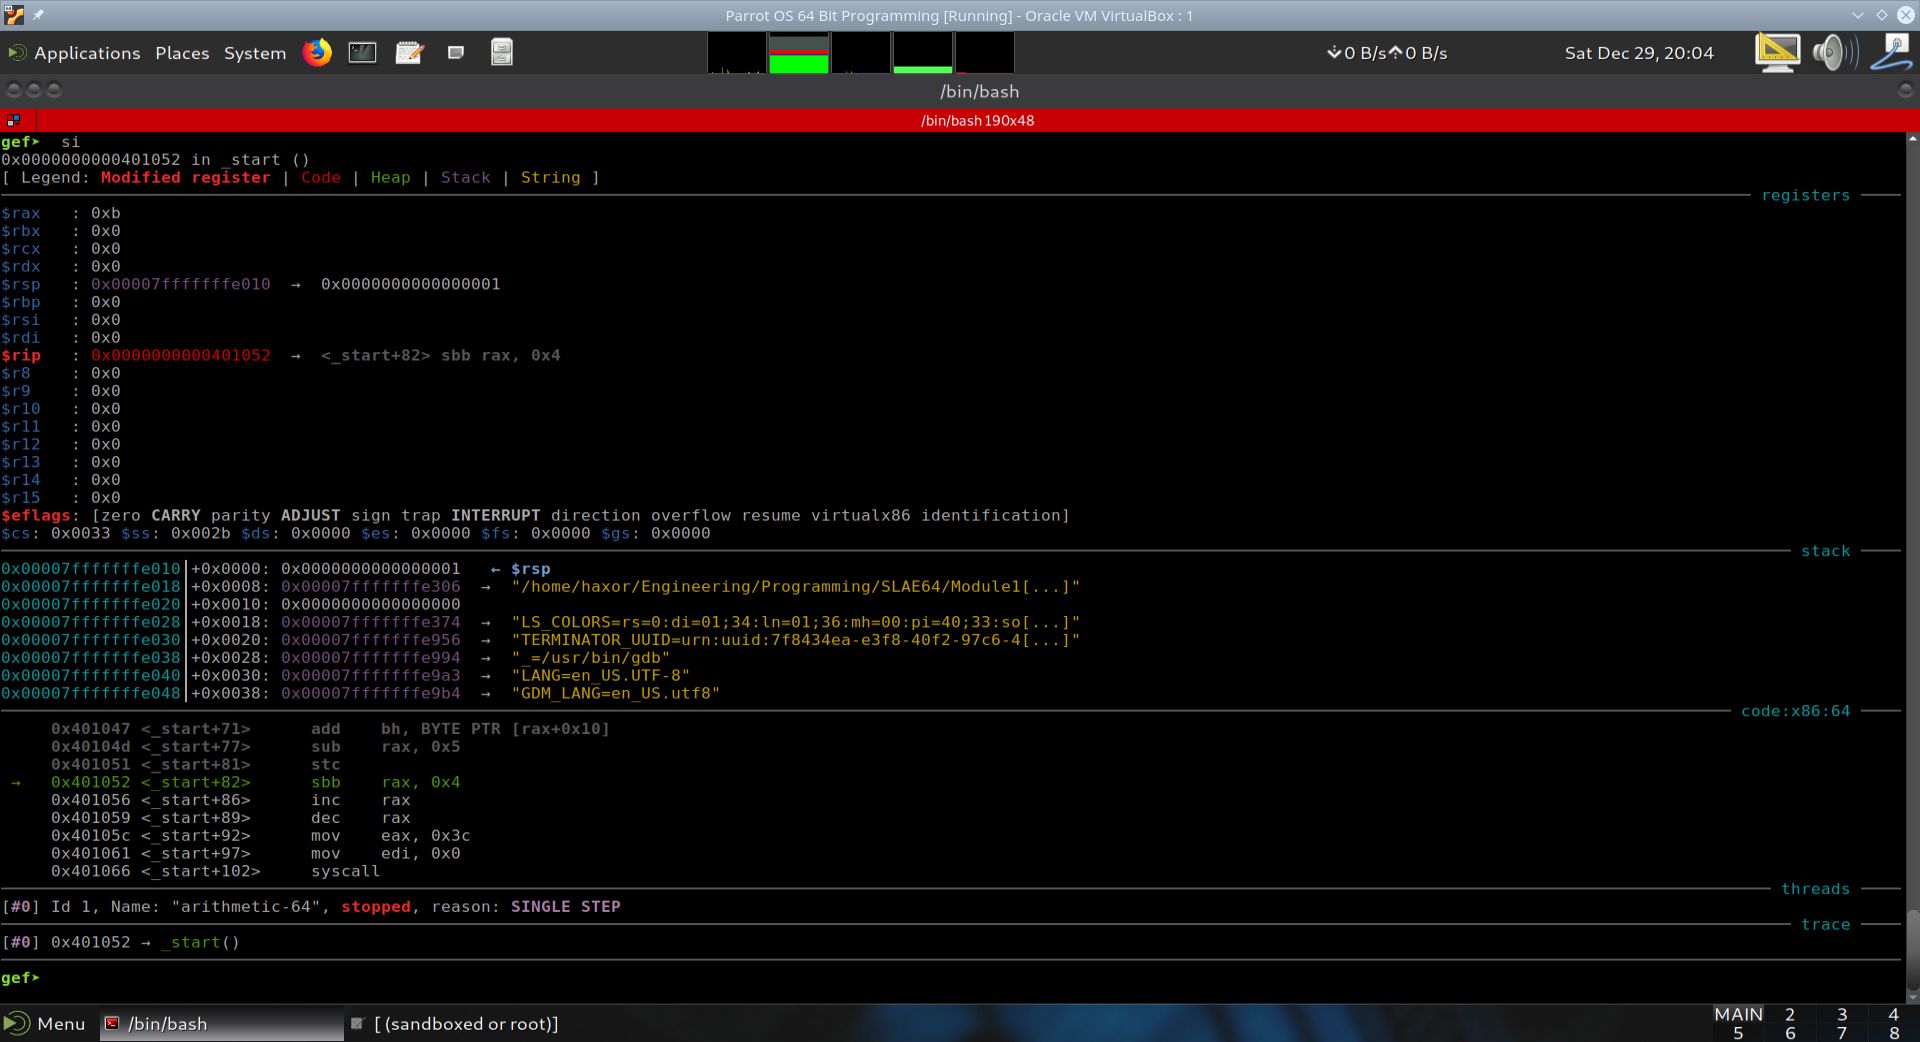 Parrot OS 64 Bit Programming [Running] - Oracle VM VirtualBox : 1
Applications Places System 0 B/s 0 B/s Sat Dec 29, 20:04
/bin/bash
/bin/bash 190x48
gef➤  si
0x0000000000401052 in _start ()
[ Legend: Modified register | Code | Heap | Stack | String ]
registers
$rax   : 0xb
$rbx   : 0x0
$rcx   : 0x0
$rdx   : 0x0
$rsp   : 0x00007fffffffe010  →  0x0000000000000001
$rbp   : 0x0
$rsi   : 0x0
$rdi   : 0x0
$rip   : 0x0000000000401052  →  <_start+82> sbb rax, 0x4
$r8    : 0x0
$r9    : 0x0
$r10   : 0x0
$r11   : 0x0
$r12   : 0x0
$r13   : 0x0
$r14   : 0x0
$r15   : 0x0
$eflags: [zero CARRY parity ADJUST sign trap INTERRUPT direction overflow resume virtualx86 identification]
$cs: 0x0033 $ss: 0x002b $ds: 0x0000 $es: 0x0000 $fs: 0x0000 $gs: 0x0000
stack
0x00007fffffffe010│+0x0000: 0x0000000000000001   ← $rsp
0x00007fffffffe018│+0x0008: 0x00007fffffffe306  →  "/home/haxor/Engineering/Programming/SLAE64/Module1[...]"
0x00007fffffffe020│+0x0010: 0x0000000000000000
0x00007fffffffe028│+0x0018: 0x00007fffffffe374  →  "LS_COLORS=rs=0:di=01;34:ln=01;36:mh=00:pi=40;33:so[...]"
0x00007fffffffe030│+0x0020: 0x00007fffffffe956  →  "TERMINATOR_UUID=urn:uuid:7f8434ea-e3f8-40f2-97c6-4[...]"
0x00007fffffffe038│+0x0028: 0x00007fffffffe994  →  "_=/usr/bin/gdb"
0x00007fffffffe040│+0x0030: 0x00007fffffffe9a3  →  "LANG=en_US.UTF-8"
0x00007fffffffe048│+0x0038: 0x00007fffffffe9b4  →  "GDM_LANG=en_US.utf8"
code:x86:64
0x401047 <_start+71>      add    bh, BYTE PTR [rax+0x10]
0x40104d <_start+77>      sub    rax, 0x5
0x401051 <_start+81>      stc
→   0x401052 <_start+82>      sbb    rax, 0x4
0x401056 <_start+86>      inc    rax
0x401059 <_start+89>      dec    rax
0x40105c <_start+92>      mov    eax, 0x3c
0x401061 <_start+97>      mov    edi, 0x0
0x401066 <_start+102>     syscall
threads
[#0] Id 1, Name: "arithmetic-64", stopped, reason: SINGLE STEP
trace
[#0] 0x401052 → _start()
gef➤
Menu /bin/bash [ (sandboxed or root)] MAIN 2 3 4
5 6 7 8